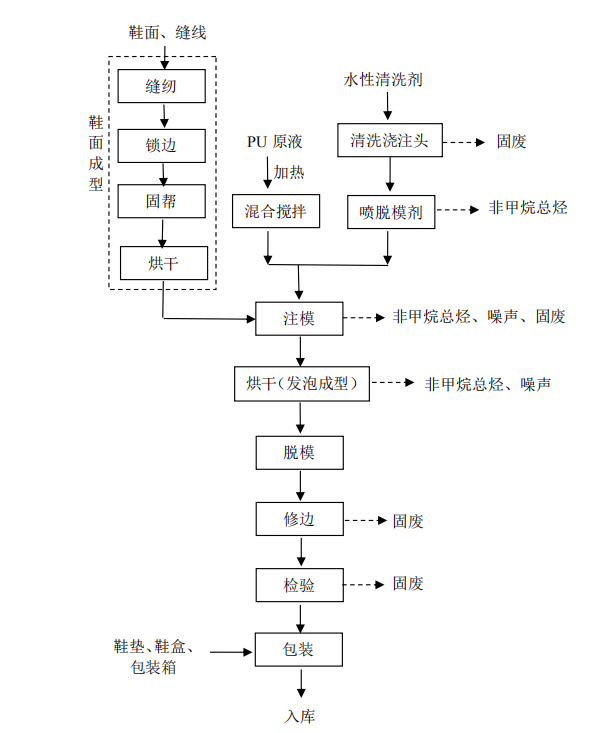 鞋面、缝线
缝纫
锁边
固帮
烘干
鞋面成型
PU 原液
加热
混合搅拌
水性清洗剂
清洗浇注头
固废
喷脱模剂
非甲烷总烃
注模
非甲烷总烃、噪声、固废
烘干（发泡成型）
非甲烷总烃、噪声
脱模
修边
固废
检验
固废
鞋垫、鞋盒、
包装箱
包装
入库